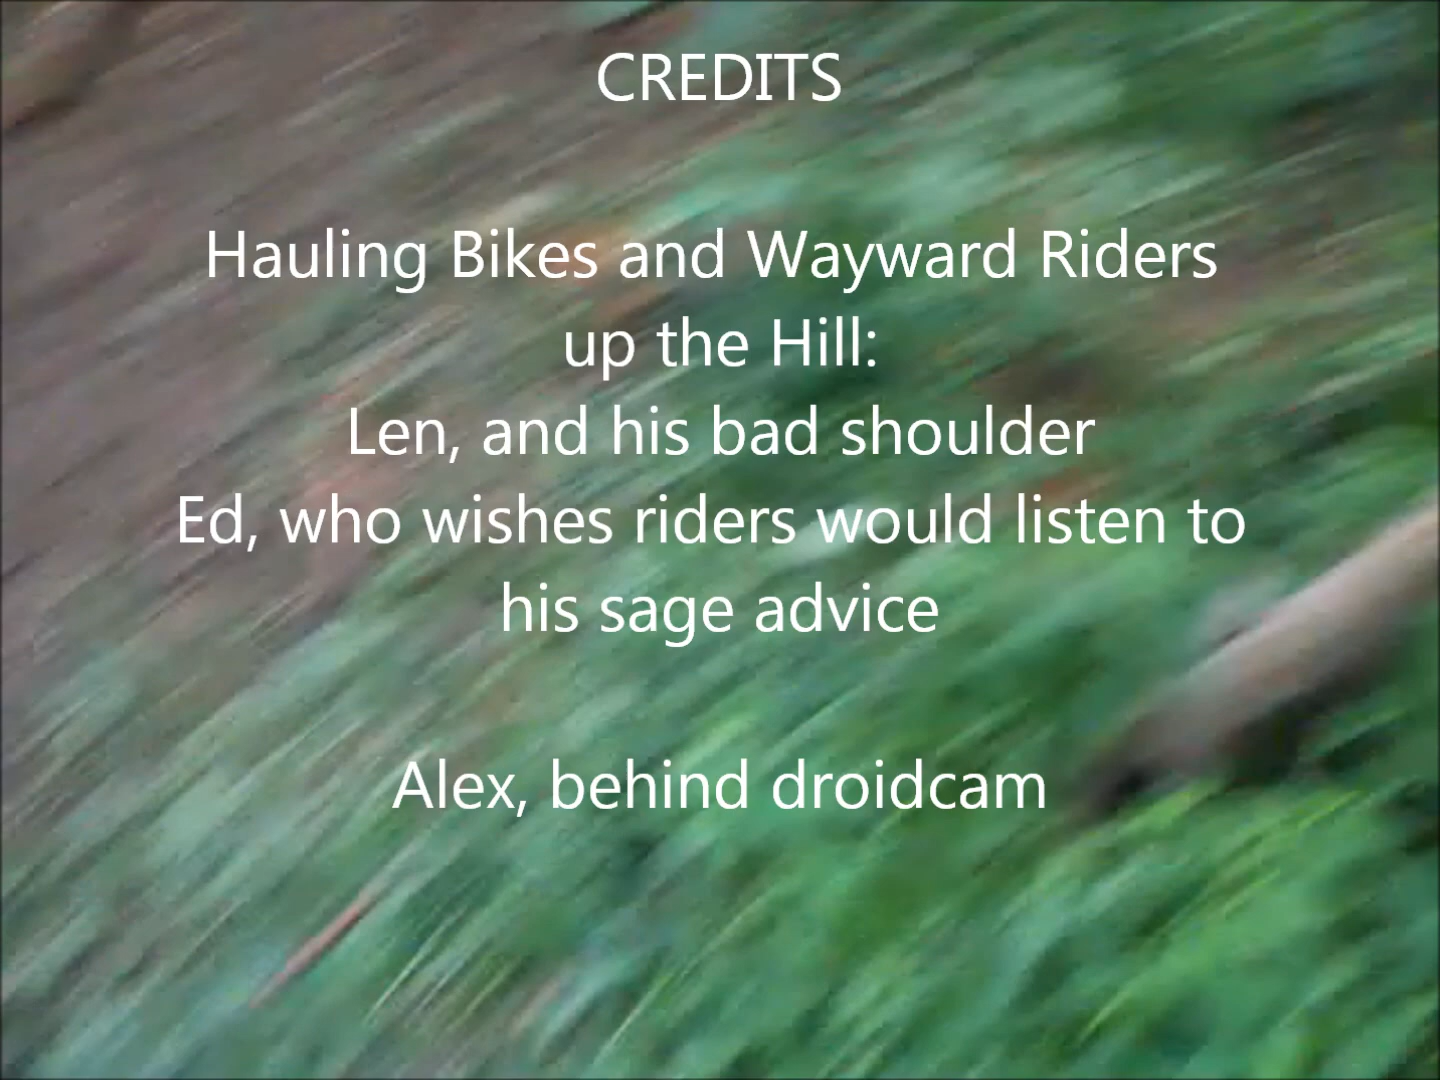 CREDITS
Hauling Bikes and Wayward Riders
up the Hill:
Len, and his bad shoulder
Ed, who wishes riders would listen to
his sage advice
Alex, behind droidcam